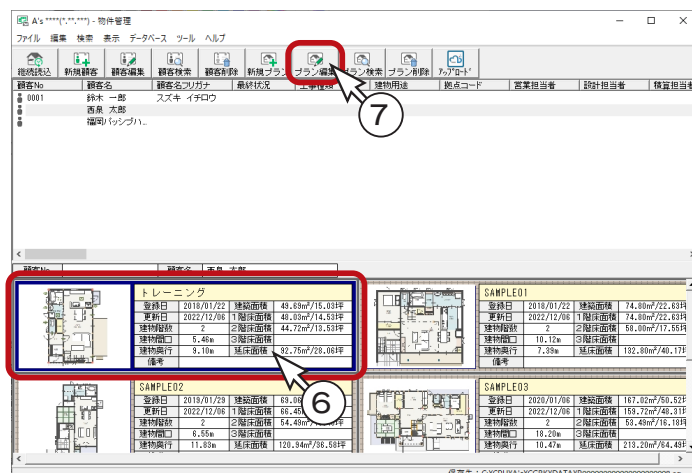 A's ****(*.**.***) - 物件管理
ファイル 編集 検索 表示 データベース ツール ヘルプ
継続読込 新規顧客 顧客編集 顧客検索 顧客削除 新規プラン プラン編集 プラン検索 プラン削除 アップロード
顧客No 顧客名 顧客名フリガナ 最終状況 工事種類 建物用途 拠点コード 営業担当者 設計担当者 積算担当者
0001 鈴木 一郎 スズキ イチロウ
西泉 太郎
福岡パッシブハ...
⑦
顧客No 顧客名 西泉 太郎
トレーニング
登録日 2018/01/22 建築面積 49.69m²/15.03坪
更新日 2022/12/06 1階床面積 48.03m²/14.53坪
建物階数 2 2階床面積 44.72m²/13.53坪
建物間口 5.46m 3階床面積
建物奥行 9.10m 延床面積 92.75m²/28.06坪
備考
SAMPLE01
登録日 2018/01/22 建築面積 74.80m²/22.63坪
更新日 2022/12/06 1階床面積 74.80m²/22.63坪
建物階数 2 2階床面積 58.00m²/17.55坪
建物間口 10.12m 3階床面積
建物奥行 7.39m 延床面積 132.80m²/40.17坪
備考
⑥
SAMPLE02
登録日 2019/01/29 建築面積 69.06
更新日 2022/12/06 1階床面積 66.45
建物階数 2 2階床面積 54.49m²
建物間口 6.55m 3階床面積
建物奥行 11.83m 延床面積 120.94m²/36.58坪
SAMPLE03
登録日 2020/01/06 建築面積 167.02m²/50.52坪
更新日 2022/12/06 1階床面積 159.72m²/48.31坪
建物階数 2 2階床面積 53.49m²/16.18坪
建物間口 18.20m 3階床面積
建物奥行 10.47m 延床面積 213.20m²/64.49坪